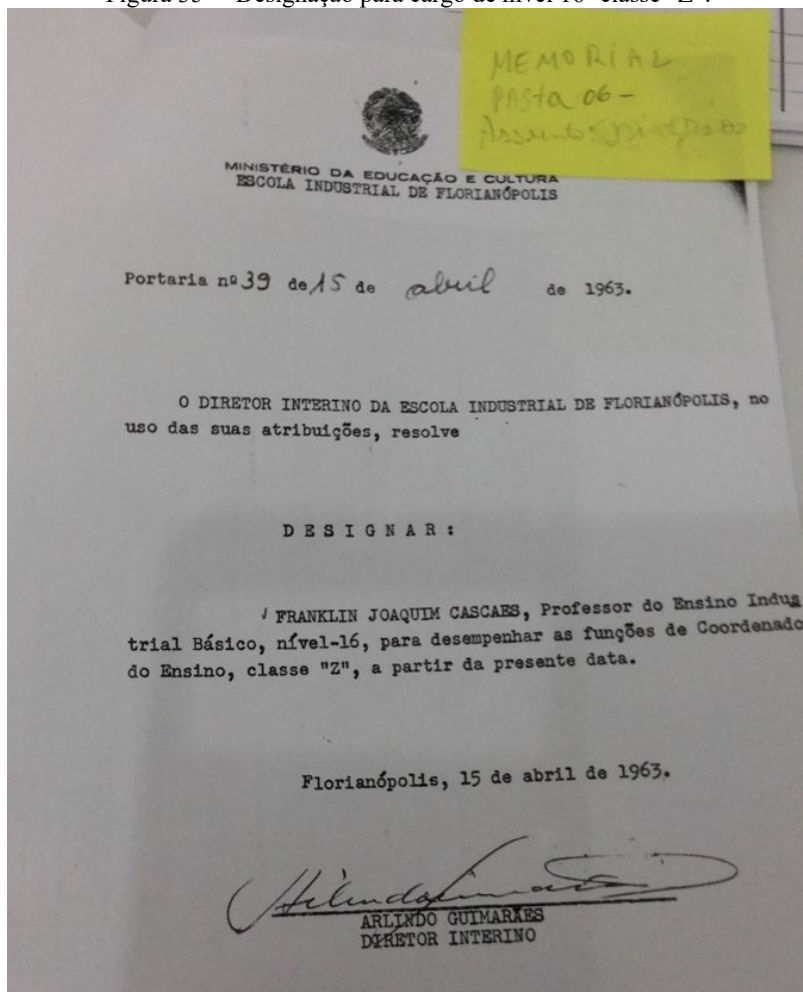 MEMORIAL
PASTA 06 -
MINISTÉRIO DA EDUCAÇÃO E CULTURA
ESCOLA INDUSTRIAL DE FLORIANÓPOLIS
Portaria nº 39 de 15 de abril de 1963.
O DIRETOR INTERINO DA ESCOLA INDUSTRIAL DE FLORIANÓPOLIS, no
uso das suas atribuições, resolve
D E S I G N A R :
FRANKLIN JOAQUIM CASCAES, Professor do Ensino Indus
trial Básico, nível-16, para desempenhar as funções de Coordenado
do Ensino, classe "Z", a partir da presente data.
Florianópolis, 15 de abril de 1963.
ARLINDO GUIMARÃES
DIRETOR INTERINO